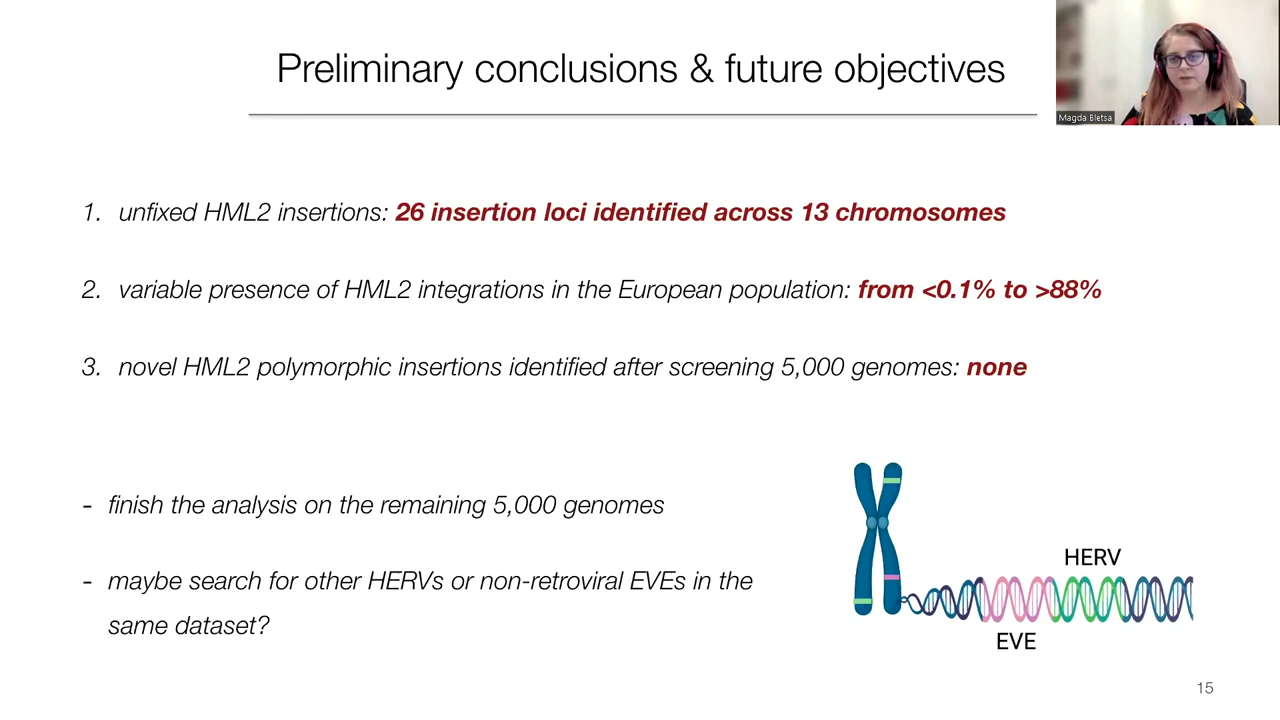 Preliminary conclusions & future objectives
Magda Bletsa
1. unfixed HML2 insertions: 26 insertion loci identified across 13 chromosomes
2. variable presence of HML2 integrations in the European population: from <0.1% to >88%
3. novel HML2 polymorphic insertions identified after screening 5,000 genomes: none
- finish the analysis on the remaining 5,000 genomes
- maybe search for other HERVs or non-retroviral EVEs in the
same dataset?
HERV
EVE
15